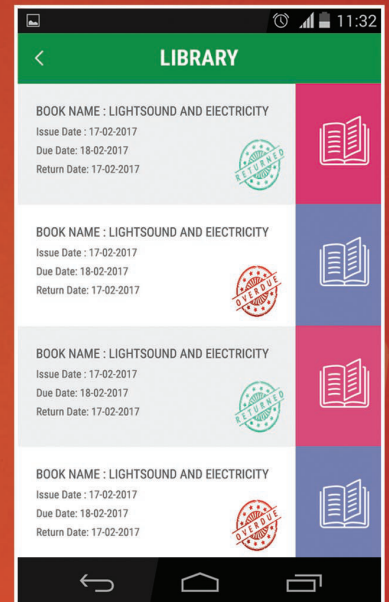 11:32
LIBRARY
BOOK NAME : LIGHTSOUND AND ElECTRICITY
Issue Date : 17-02-2017
Due Date: 18-02-2017
Return Date: 17-02-2017
RETURNED
BOOK NAME : LIGHTSOUND AND ElECTRICITY
Issue Date : 17-02-2017
Due Date: 18-02-2017
Return Date: 17-02-2017
OVERDUE
BOOK NAME : LIGHTSOUND AND ElECTRICITY
Issue Date : 17-02-2017
Due Date: 18-02-2017
Return Date: 17-02-2017
RETURNED
BOOK NAME : LIGHTSOUND AND ElECTRICITY
Issue Date : 17-02-2017
Due Date: 18-02-2017
Return Date: 17-02-2017
OVERDUE